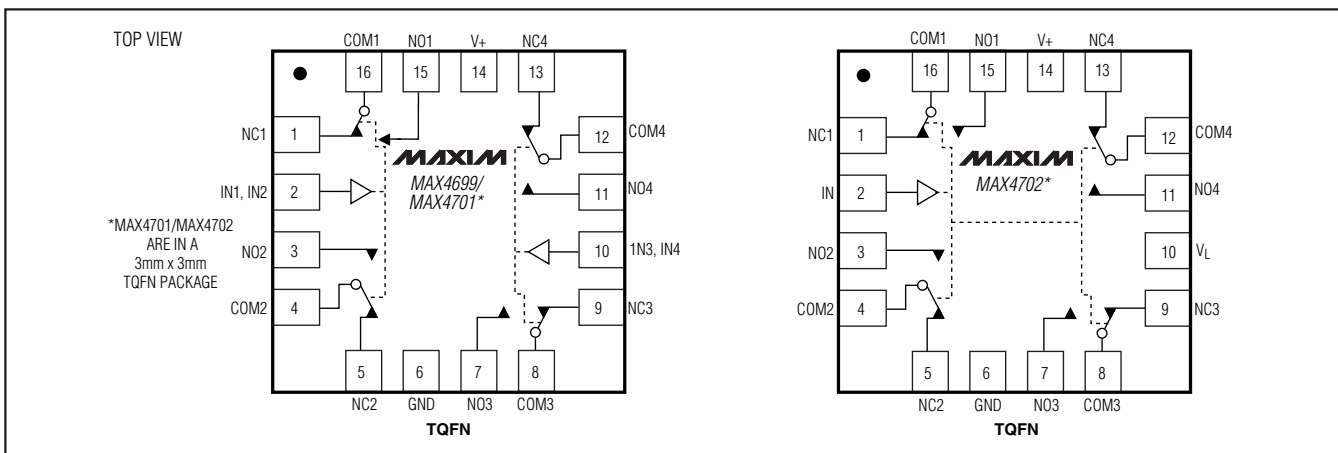 TOP VIEW
COM1 NO1 V+ NC4
16 15 14 13
NC1 1
12 COM4
MAXIM
MAX4699/
MAX4701*
IN1, IN2 2
11 NO4
*MAX4701/MAX4702
ARE IN A
3mm x 3mm
TQFN PACKAGE
NO2 3
10 1N3, IN4
COM2 4
9 NC3
5 6 7 8
NC2 GND NO3 COM3
TQFN
COM1 NO1 V+ NC4
16 15 14 13
NC1 1
12 COM4
MAXIM
MAX4702*
IN 2
11 NO4
NO2 3
10 VL
COM2 4
9 NC3
5 6 7 8
NC2 GND NO3 COM3
TQFN